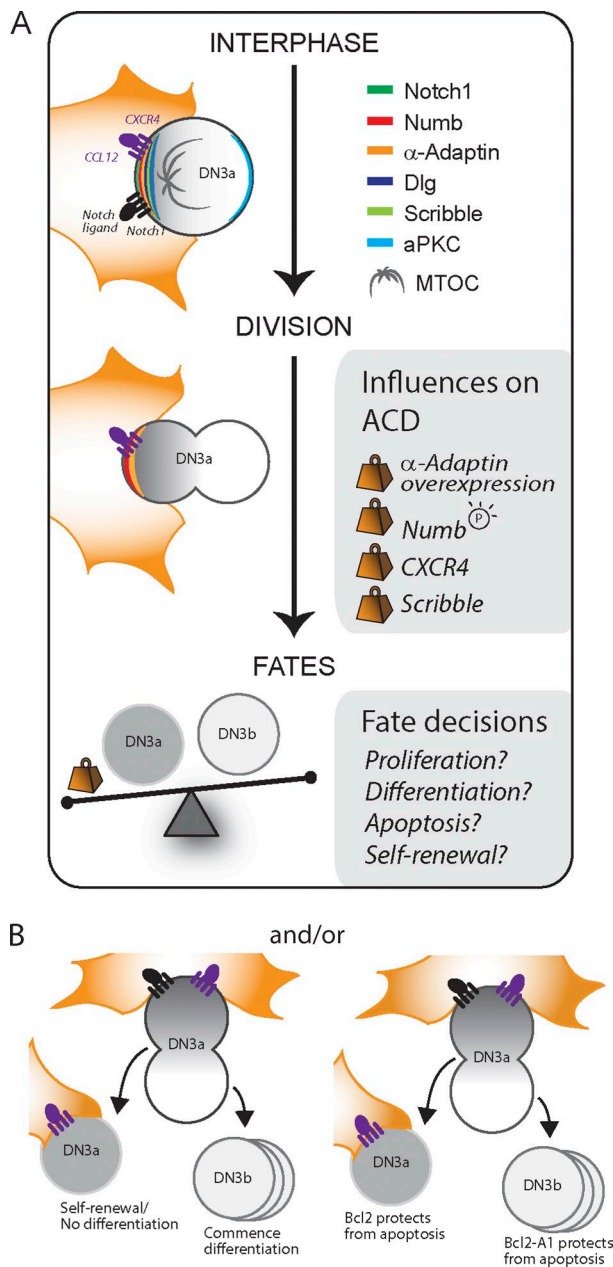 A
INTERPHASE
CXCR4
CCL12
DN3a
Notch
ligand
Notch1
Notch1
Numb
α-Adaptin
Dlg
Scribble
aPKC
MTOC
DIVISION
DN3a
Influences on
ACD
α-Adaptin
overexpression
Numb P
CXCR4
Scribble
FATES
DN3a
DN3b
Fate decisions
Proliferation?
Differentiation?
Apoptosis?
Self-renewal?
B
and/or
DN3a
DN3a
DN3b
Self-renewal/
No differentiation
Commence
differentiation
DN3a
DN3a
DN3b
Bcl2 protects
from apoptosis
Bcl2-A1 protects
from apoptosis